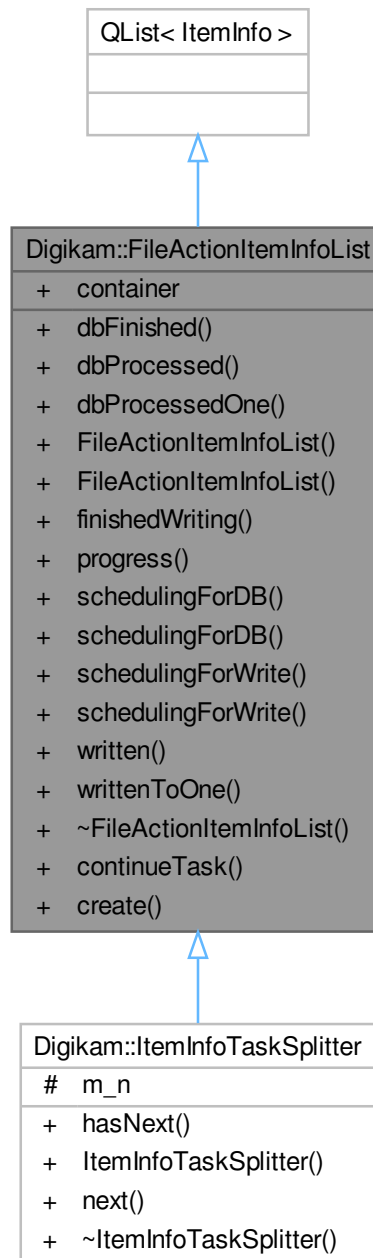 QList< ItemInfo >
Digikam::FileActionItemInfoList
+ container
+ dbFinished()
+ dbProcessed()
+ dbProcessedOne()
+ FileActionItemInfoList()
+ FileActionItemInfoList()
+ finishedWriting()
+ progress()
+ schedulingForDB()
+ schedulingForDB()
+ schedulingForWrite()
+ schedulingForWrite()
+ written()
+ writtenToOne()
+ ~FileActionItemInfoList()
+ continueTask()
+ create()
Digikam::ItemInfoTaskSplitter
# m_n
+ hasNext()
+ ItemInfoTaskSplitter()
+ next()
+ ~ItemInfoTaskSplitter()